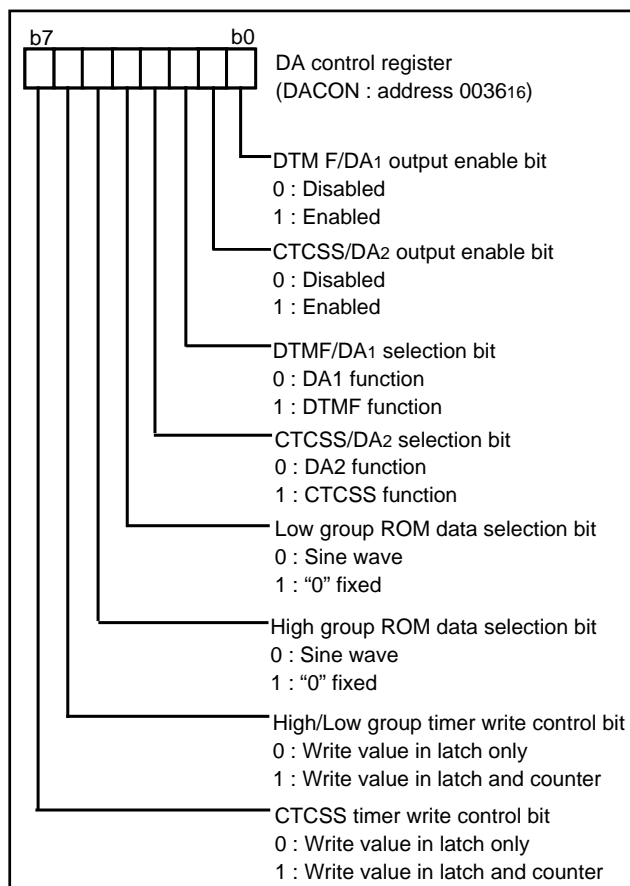 b7 b0
DA control register
(DACON : address 003616)
DTM F/DA1 output enable bit
0 : Disabled
1 : Enabled
CTCSS/DA2 output enable bit
0 : Disabled
1 : Enabled
DTMF/DA1 selection bit
0 : DA1 function
1 : DTMF function
CTCSS/DA2 selection bit
0 : DA2 function
1 : CTCSS function
Low group ROM data selection bit
0 : Sine wave
1 : “0” fixed
High group ROM data selection bit
0 : Sine wave
1 : “0” fixed
High/Low group timer write control bit
0 : Write value in latch only
1 : Write value in latch and counter
CTCSS timer write control bit
0 : Write value in latch only
1 : Write value in latch and counter